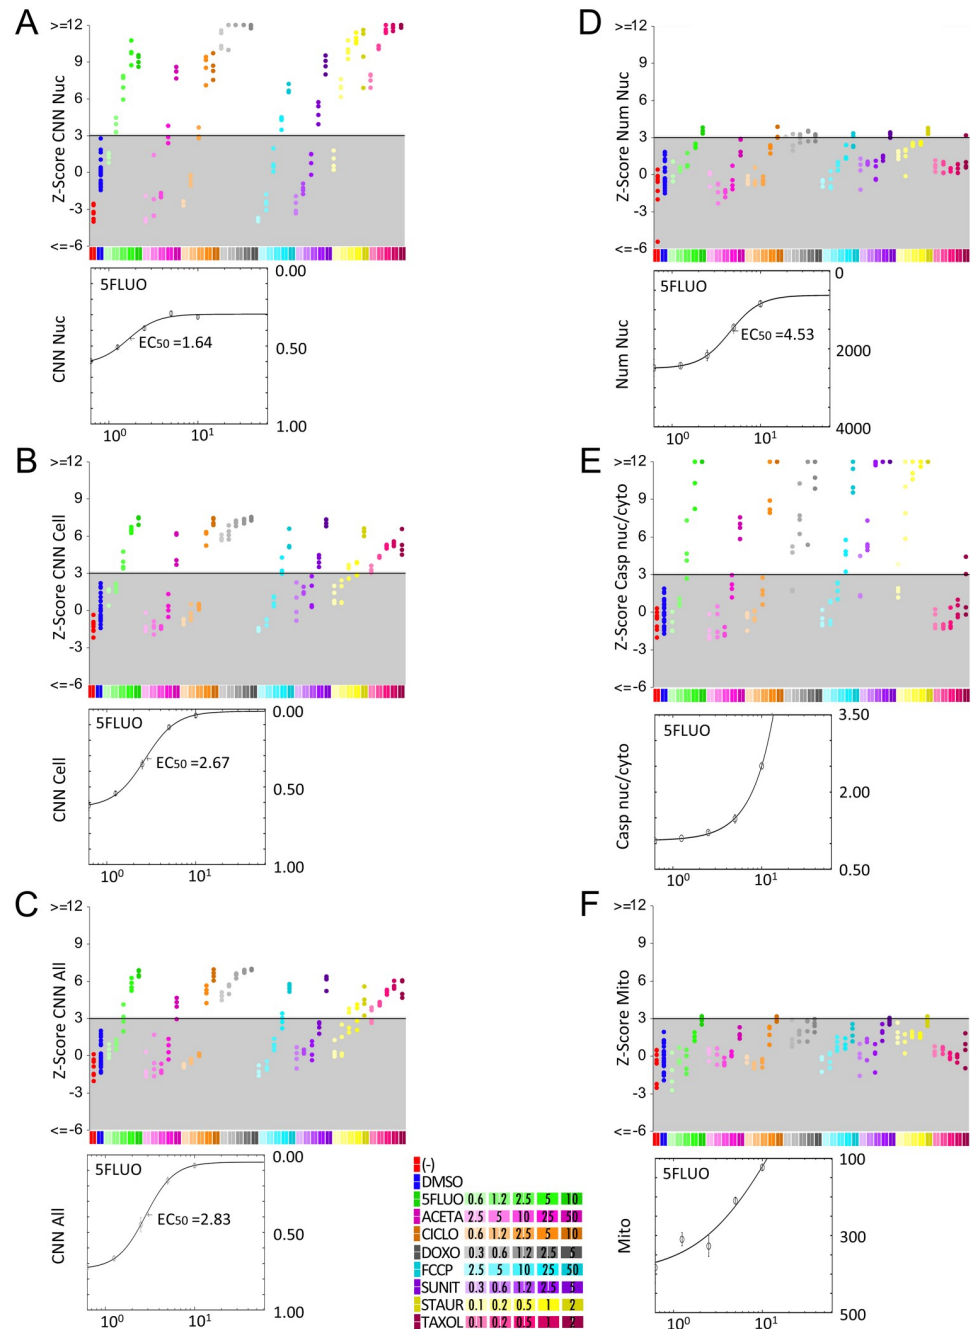 A
>=12
9
6
3
0
-3
<=-6
Z-Score CNN Nuc
5FLUO
EC50 =1.64
CNN Nuc
0.00
0.50
1.00
10^0
10^1
B
>=12
9
6
3
0
-3
<=-6
Z-Score CNN Cell
5FLUO
EC50 =2.67
CNN Cell
0.00
0.50
1.00
10^0
10^1
C
>=12
9
6
3
0
-3
<=-6
Z-Score CNN All
5FLUO
EC50 =2.83
CNN All
0.00
0.50
1.00
10^0
10^1
D
>=12
9
6
3
0
-3
<=-6
Z-Score Num Nuc
5FLUO
EC50 =4.53
Num Nuc
0
2000
4000
10^0
10^1
E
>=12
9
6
3
0
-3
<=-6
Z-Score Casp nuc/cyto
5FLUO
Casp nuc/cyto
3.50
2.00
0.50
10^0
10^1
F
>=12
9
6
3
0
-3
<=-6
Z-Score Mito
5FLUO
Mito
100
300
500
10^0
10^1
(-)
DMSO
5FLUO 0.6 1.2 2.5 5 10
ACETA 2.5 5 10 25 50
CICLO 0.6 1.2 2.5 5 10
DOXO 0.3 0.6 1.2 2.5 5
FCCP 2.5 5 10 25 50
SUNIT 0.3 0.6 1.2 2.5 5
STAUR 0.1 0.2 0.5 1 2
TAXOL 0.1 0.2 0.5 1 2